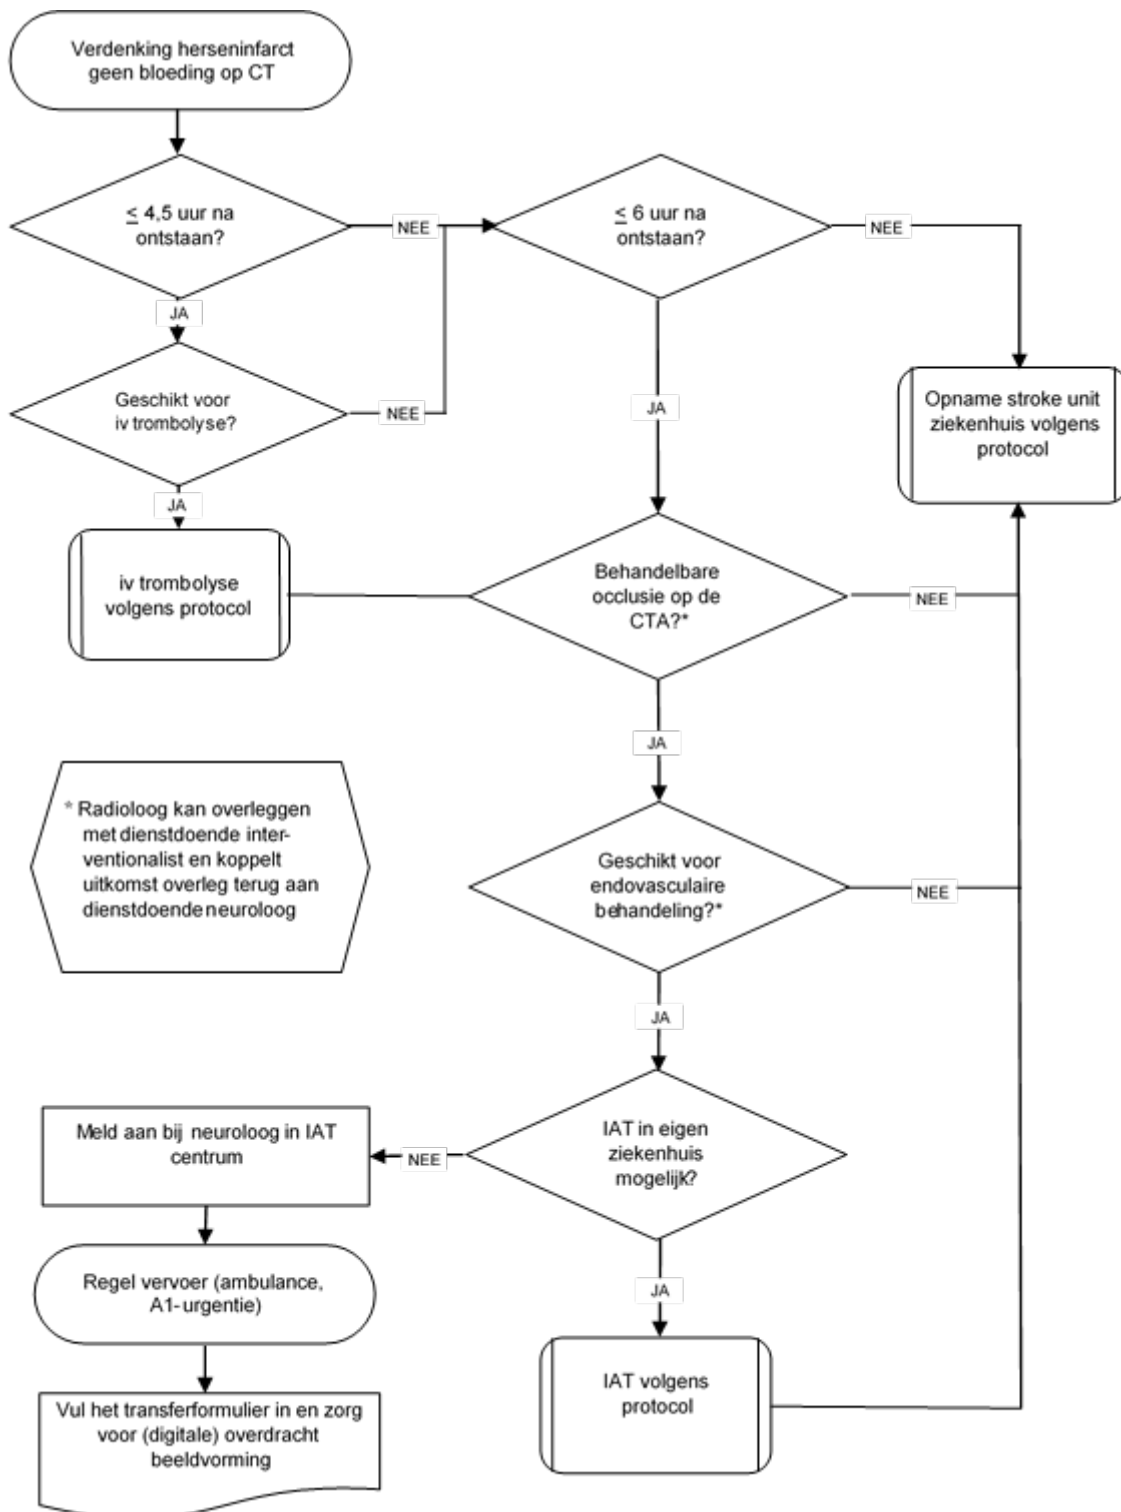 Verdenking herseninfarct
geen bloeding op CT
≤ 4,5 uur na
ontstaan?
NEE
≤ 6 uur na
ontstaan?
NEE
JA
Geschikt voor
iv trombolyse?
NEE
JA
Opname stroke unit
ziekenhuis volgens
protocol
JA
iv trombolyse
volgens protocol
Behandelbare
occlusie op de
CTA?*
NEE
JA
* Radioloog kan overleggen
met dienstdoende inter-
ventionalist en koppelt
uitkomst overleg terug aan
dienstdoende neuroloog
Geschikt voor
endovasculaire
behandeling?*
NEE
JA
Meld aan bij neuroloog in IAT
centrum
NEE
IAT in eigen
ziekenhuis
mogelijk?
Regel vervoer (ambulance,
A1-urgentie)
JA
Vul het transferformulier in en zorg
voor (digitale) overdracht
beeldvorming
IAT volgens
protocol